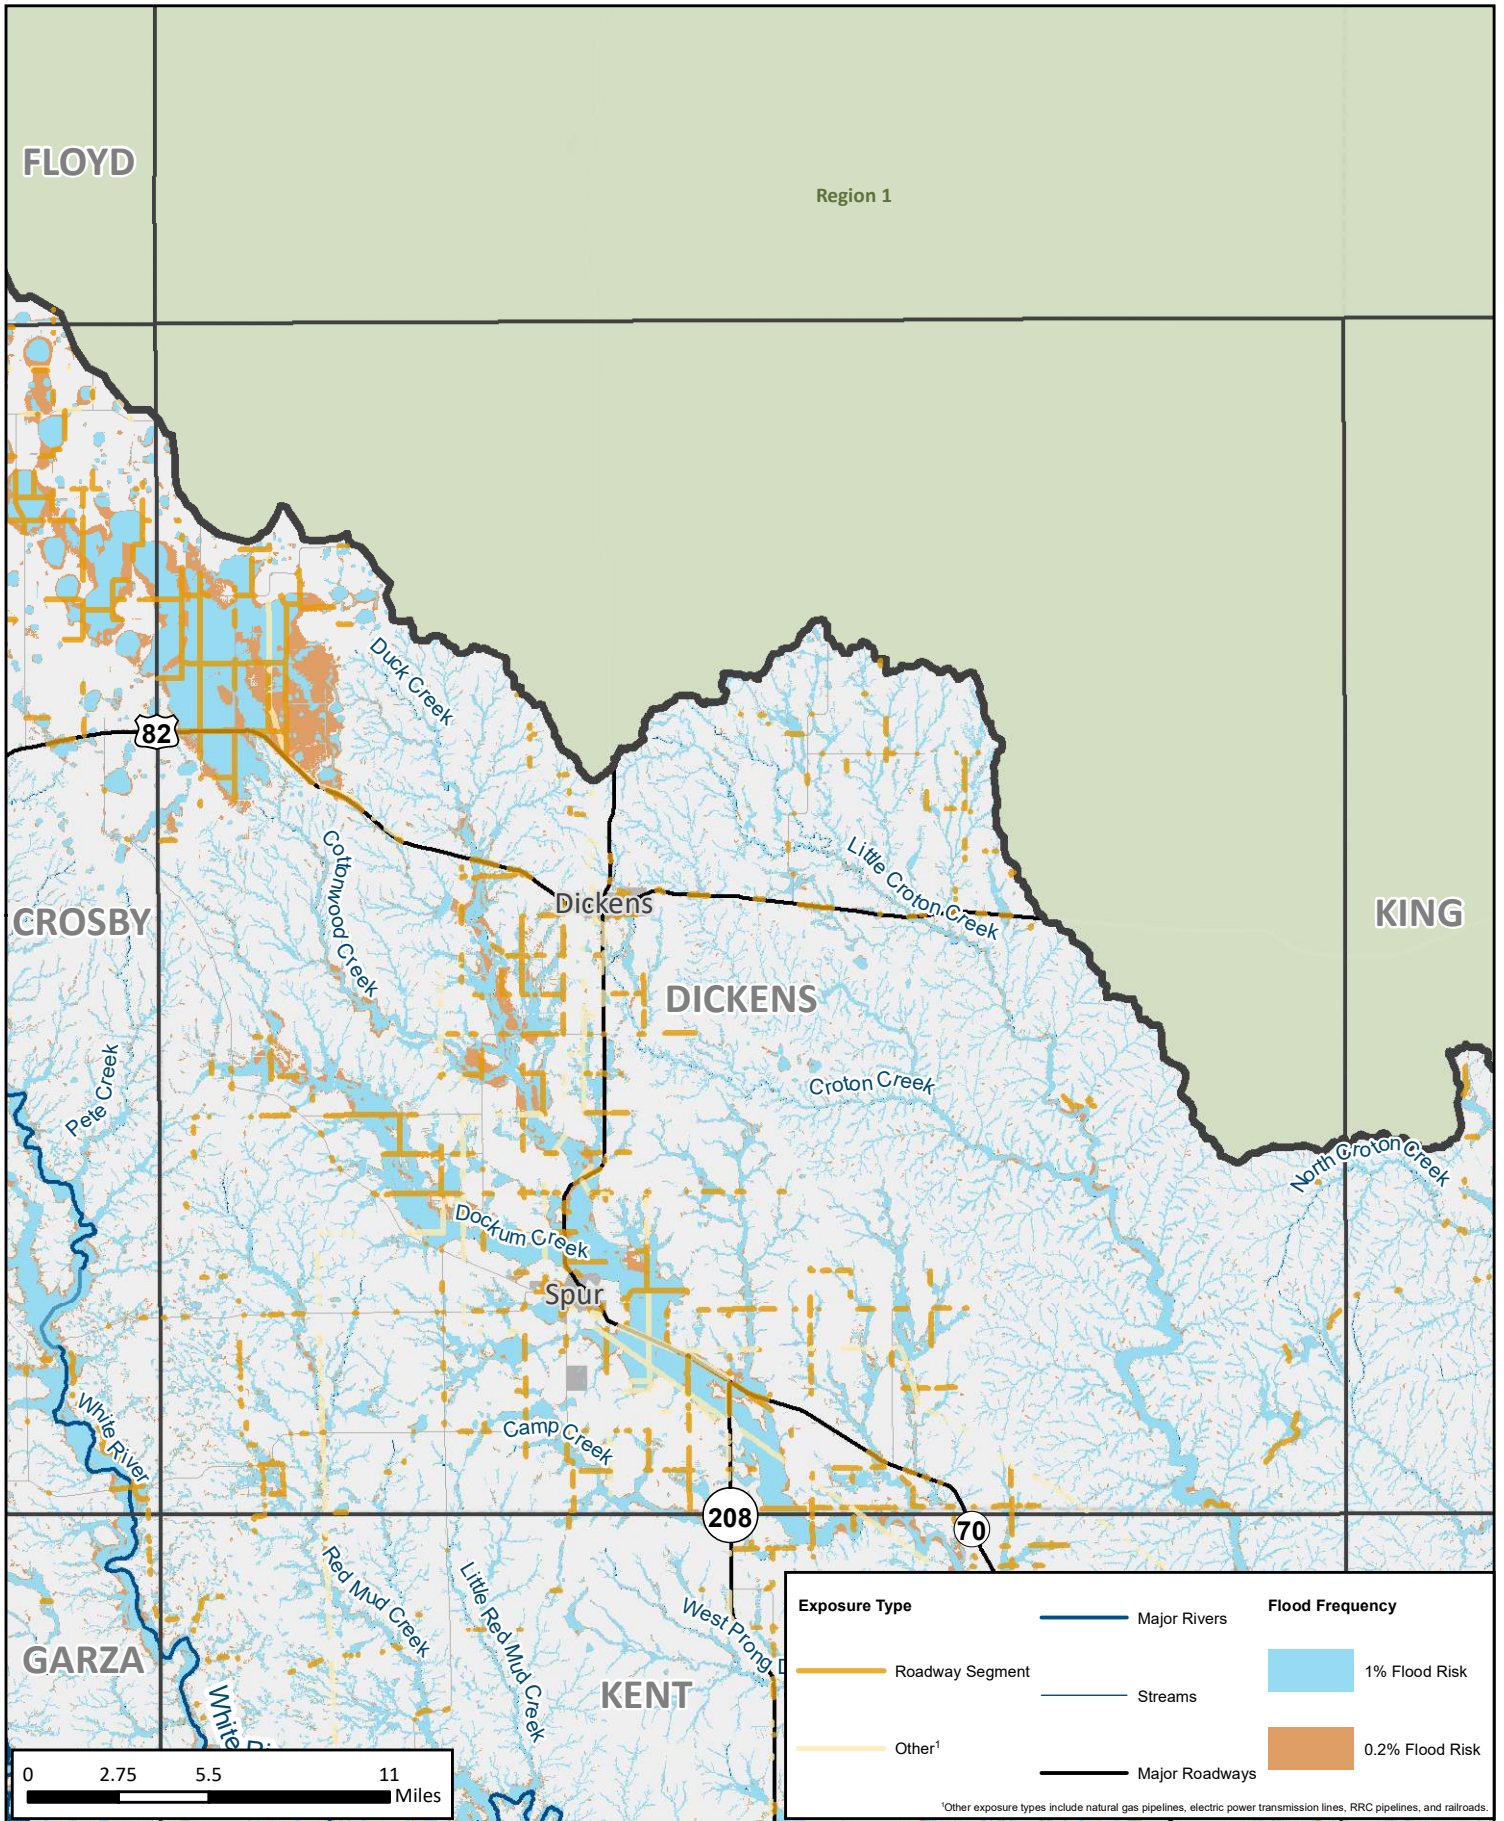 FLOYD
Region 1
Duck Creek
82
Cottonwood Creek
Little Croton Creek
Dickens
CROSBY
KING
DICKENS
Pete Creek
Croton Creek
North Croton Creek
Dockum Creek
Spur
White River
Camp Creek
208
70
Red Mud Creek
Little Red Mud Creek
West Prong D
GARZA
KENT
White Ri
0 2.75 5.5 11
Miles
Exposure Type
Roadway Segment
Other¹
Major Rivers
Streams
Major Roadways
Flood Frequency
1% Flood Risk
0.2% Flood Risk
¹Other exposure types include natural gas pipelines, electric power transmission lines, RRC pipelines, and railroads.